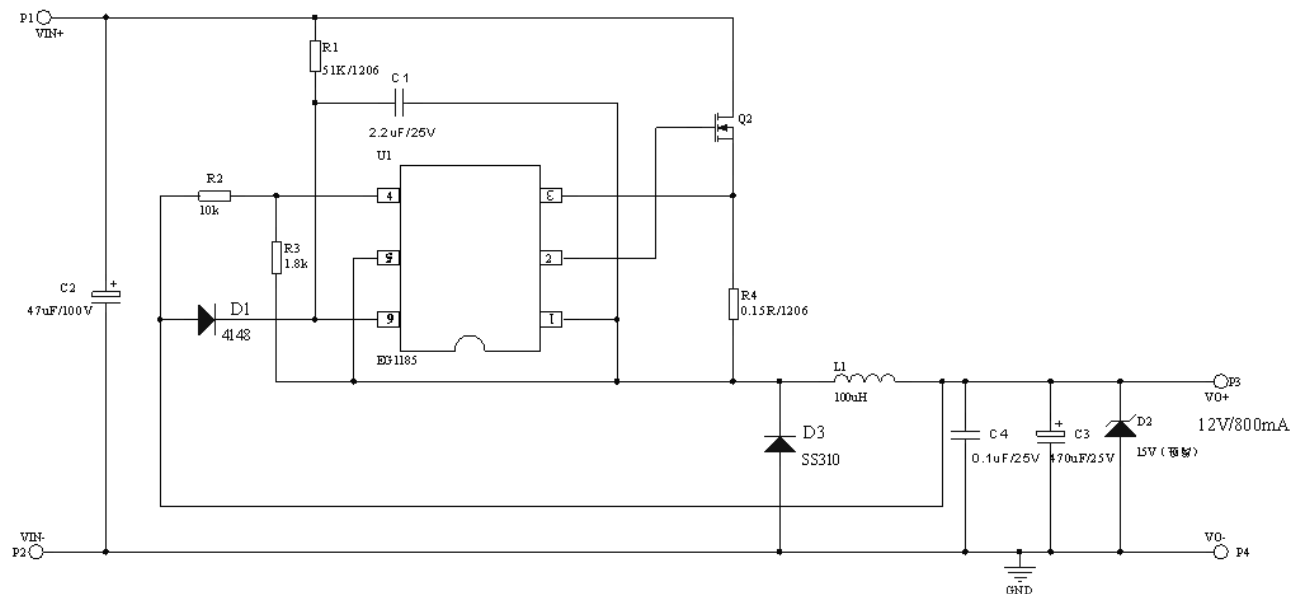 P1
VIN+
R1
51K/1206
C1
2.2uF/25V
Q2
U1
R2
10k
4
3
R3
1.8k
5
2
C2
47uF/100V
+
D1
4148
6
1
R4
0.15R/1206
EG1185
L1
100uH
P3
VO+
12V/800mA
D3
SS310
C4
0.1uF/25V
+
C3
470uF/25V
D2
15V
VIN-
P2
VO-
P4
GND